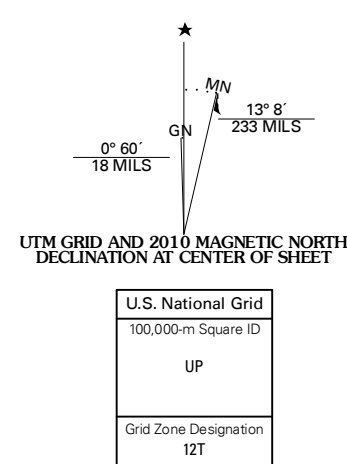 MN
13° 8´
233 MILS
GN
0° 60´
18 MILS
UTM GRID AND 2010 MAGNETIC NORTH
DECLINATION AT CENTER OF SHEET
U.S. National Grid
100,000-m Square ID
UP
Grid Zone Designation
12T